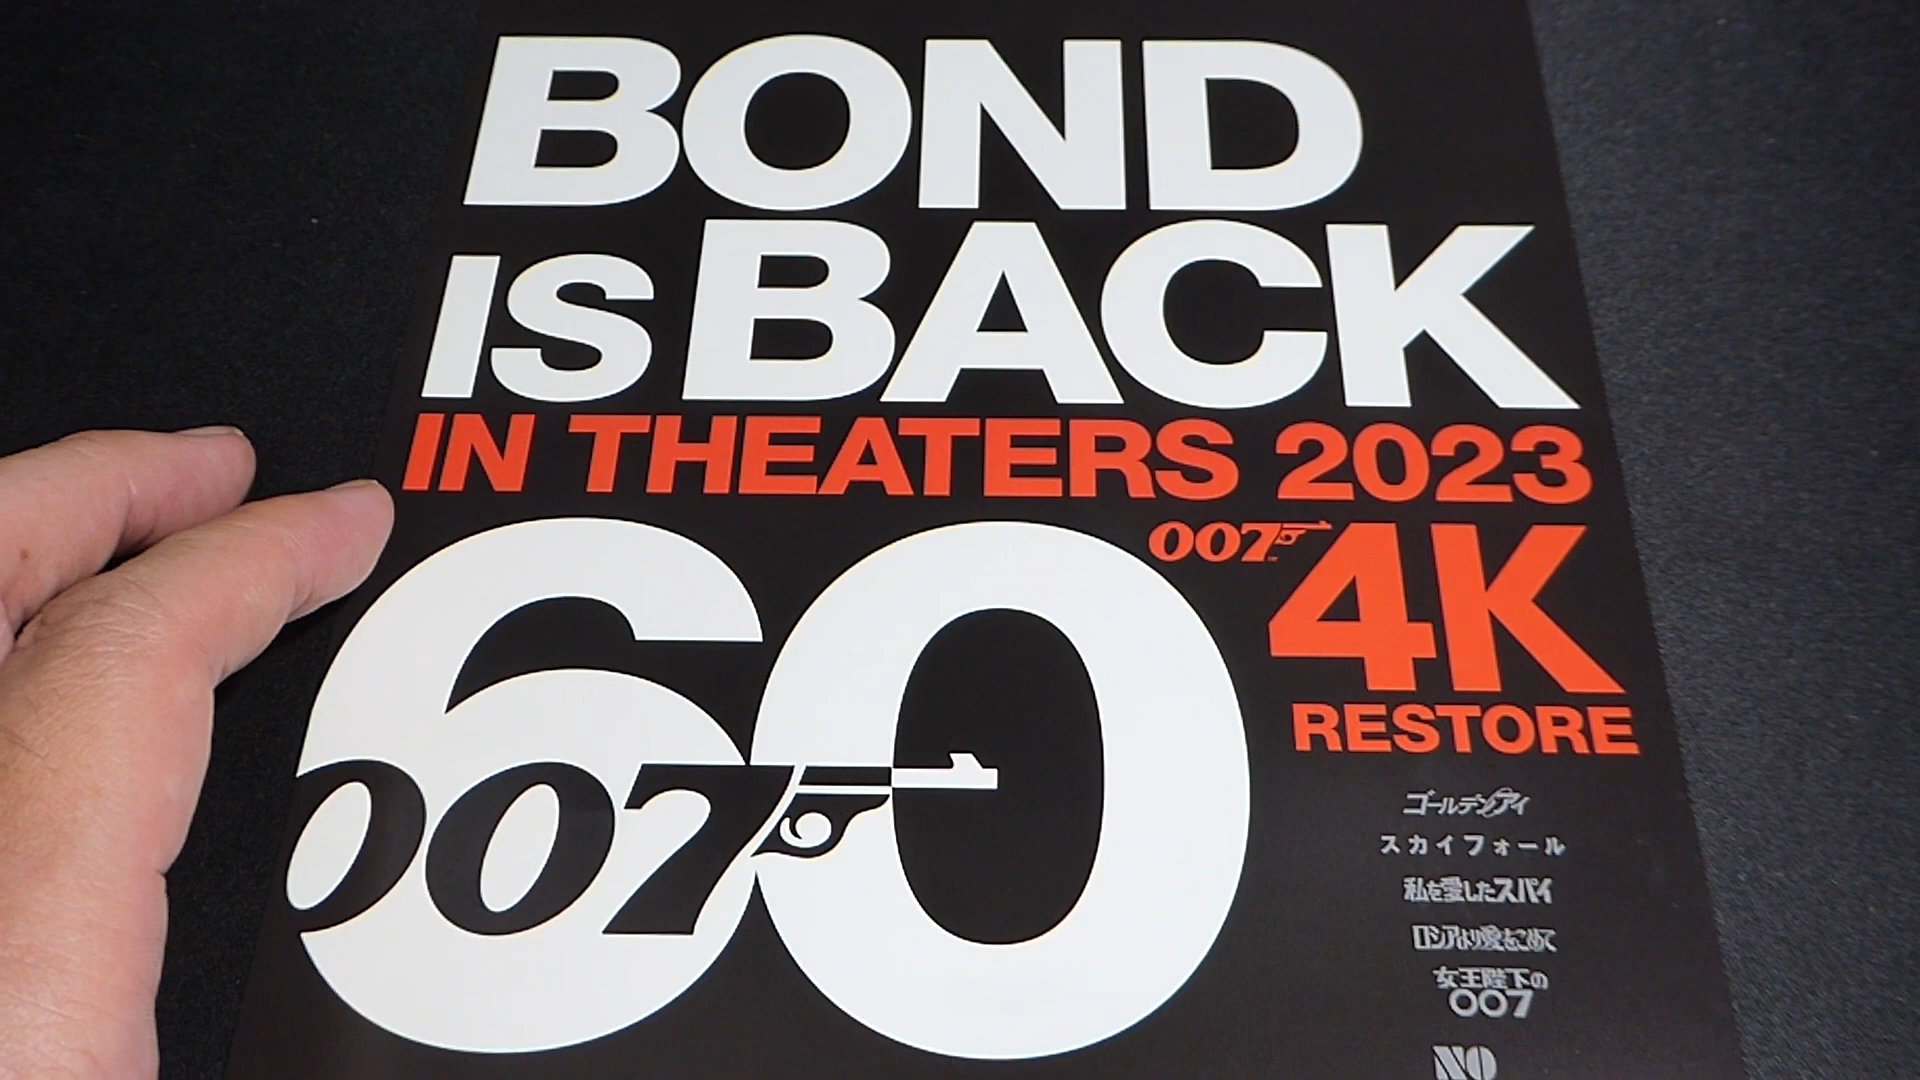 BOND
IS BACK
IN THEATERS 2023
60
007
007
4K
RESTORE
ゴールデンアイ
スカイフォール
私を愛したスパイ
ロシアより愛をこめて
女王陛下の
007
NO